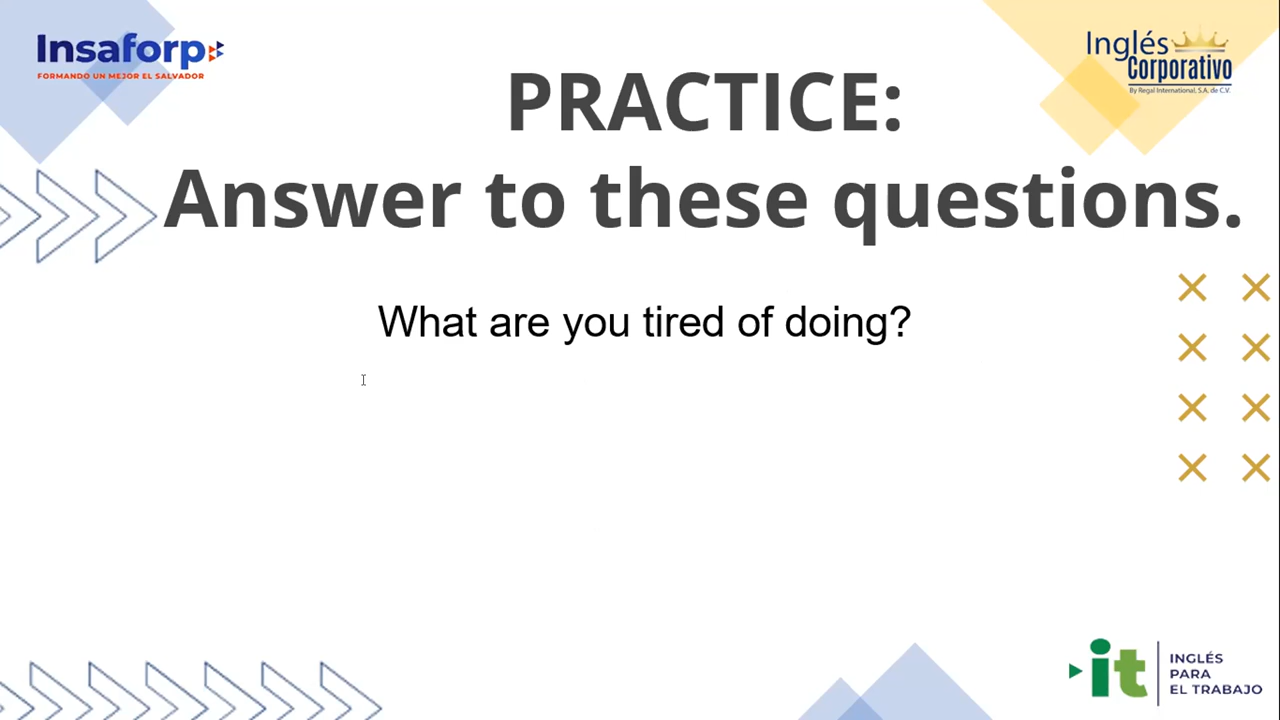 Insaforp
FORMANDO UN MEJOR EL SALVADOR
Inglés
Corporativo
By Regal International, S.A. de C.V.
PRACTICE:
Answer to these questions.
What are you tired of doing?
it
INGLÉS
PARA
EL TRABAJO